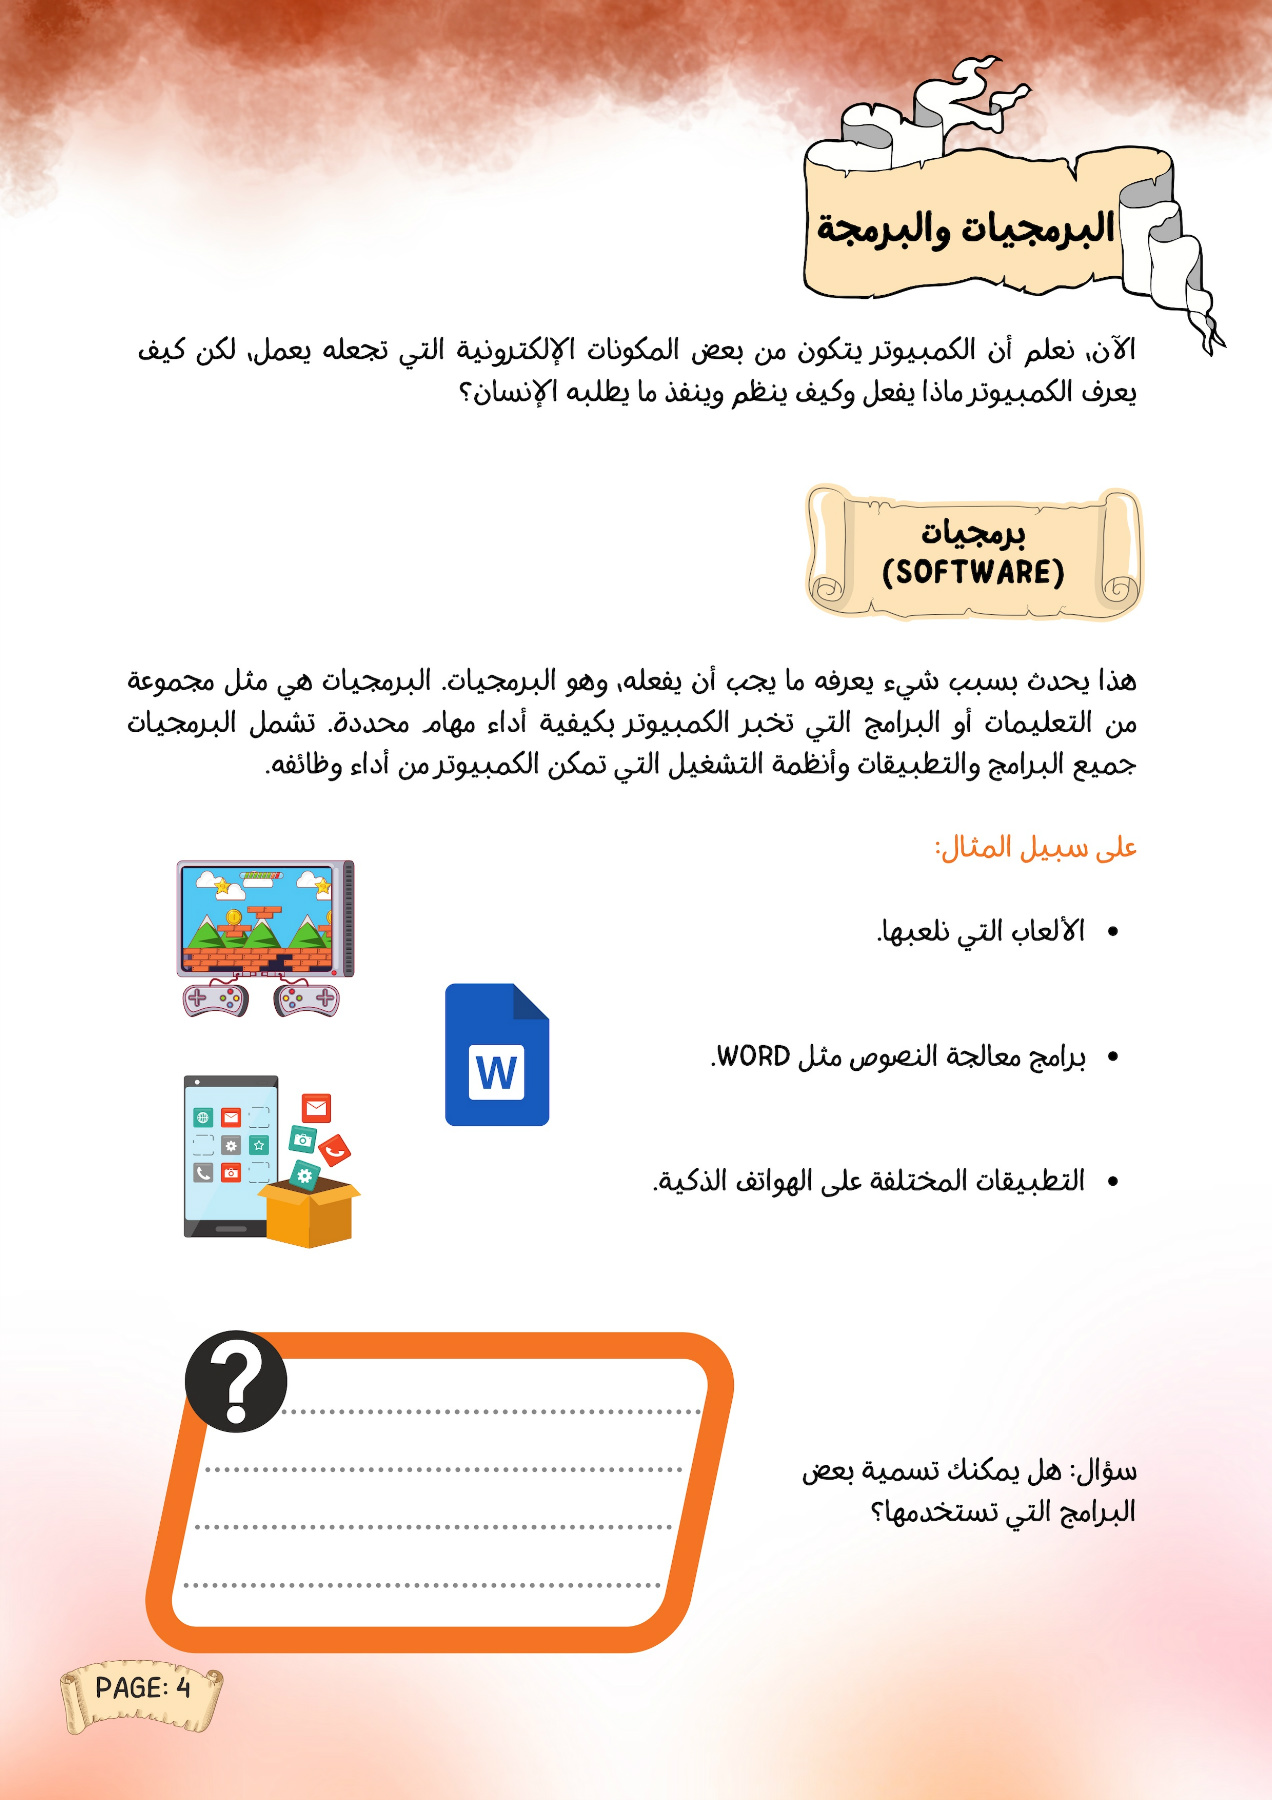 البرمجيات والبرمجة
الآن، نعلم أن الكمبيوتر يتكون من بعض المكونات الإلكترونية التي تجعله يعمل، لكن كيف
يعرف الكمبيوتر ماذا يفعل وكيف ينظم وينفذ ما يطلبه الإنسان؟
برمجيات
(SOFTWARE)
هذا يحدث بسبب شيء يعرفه ما يجب أن يفعله، وهو البرمجيات. البرمجيات هي مثل مجموعة
من التعليمات أو البرامج التي تخبر الكمبيوتر بكيفية أداء مهام محددة. تشمل البرمجيات
جميع البرامج والتطبيقات وأنظمة التشغيل التي تمكن الكمبيوتر من أداء وظائفه.
على سبيل المثال:
• الألعاب التي نلعبها.
• برامج معالجة النصوص مثل WORD.
W
• التطبيقات المختلفة على الهواتف الذكية.
?
سؤال: هل يمكنك تسمية بعض
البرامج التي تستخدمها؟
PAGE: 4